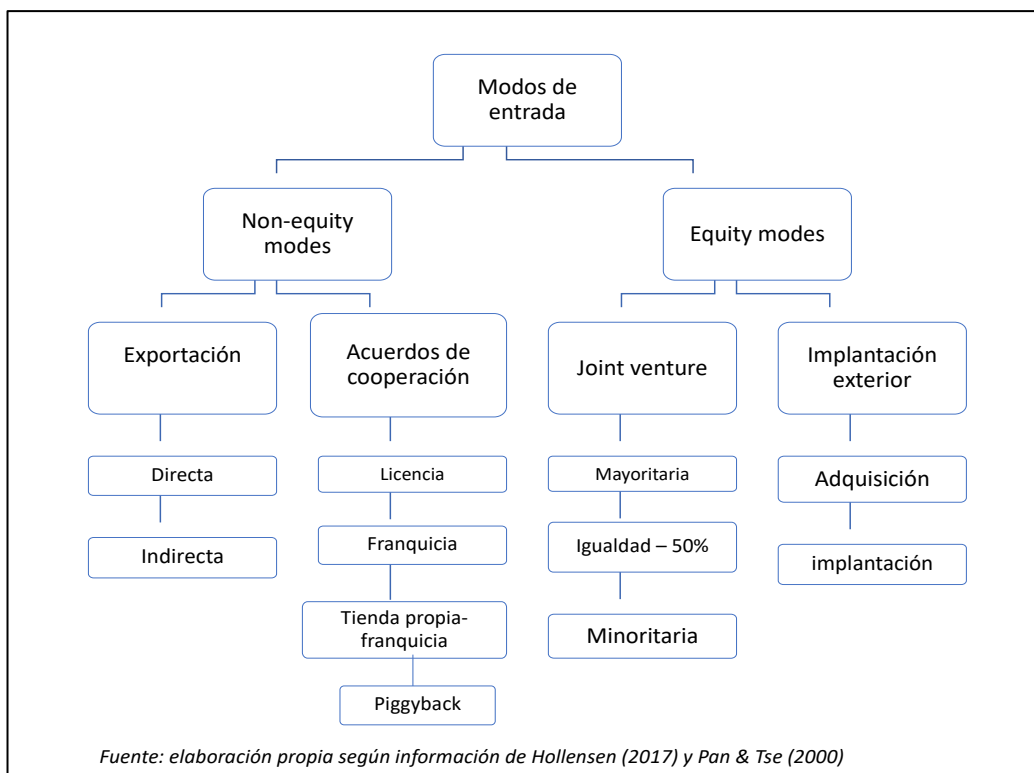 Modos de
entrada
Non-equity
modes
Equity modes
Exportación
Acuerdos de
cooperación
Joint venture
Implantación
exterior
Directa
Licencia
Mayoritaria
Adquisición
Indirecta
Franquicia
Igualdad – 50%
implantación
Tienda propia-
franquicia
Minoritaria
Piggyback
Fuente: elaboración propia según información de Hollensen (2017) y Pan & Tse (2000)